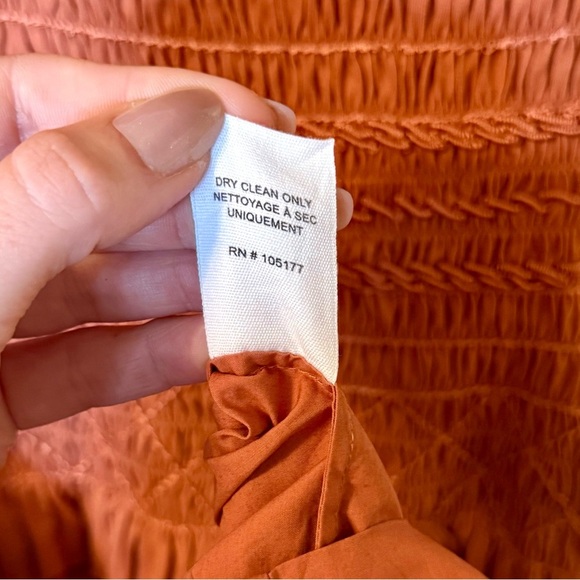 DRY CLEAN ONLY
NETTOYAGE À SEC
UNIQUEMENT
RN # 105177